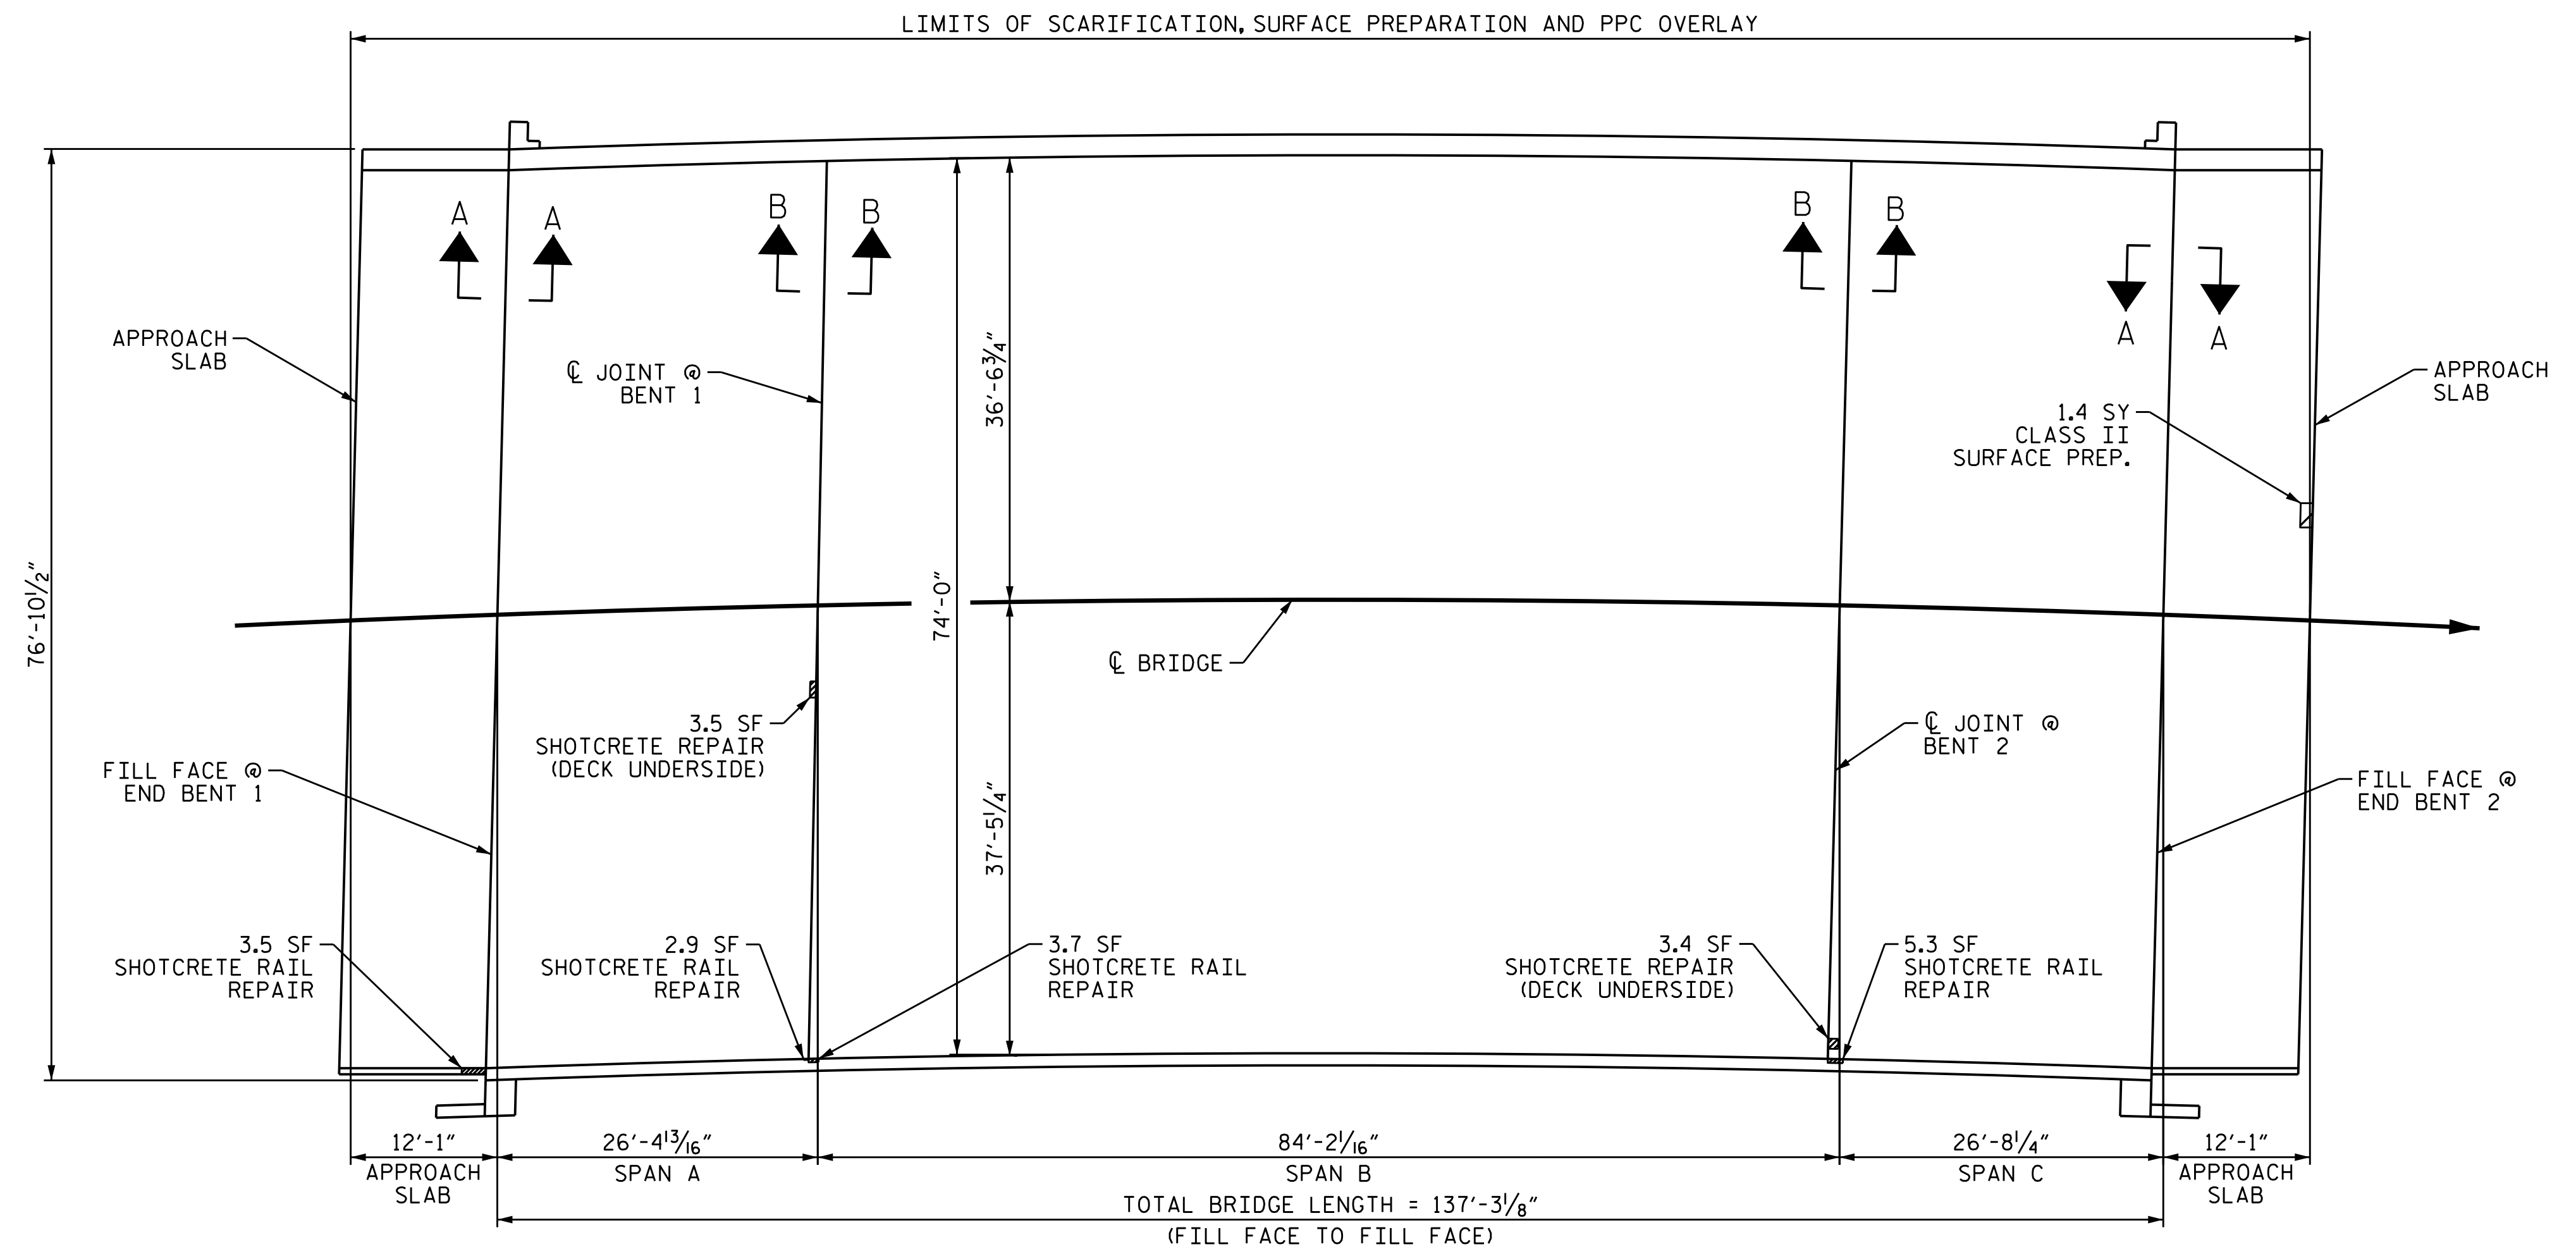 LIMITS OF SCARIFICATION, SURFACE PREPARATION AND PPC OVERLAY
A
A
B
B
B
B
A
A
APPROACH
SLAB
℄ JOINT @
BENT 1
36'-6¾"
1.4 SY
CLASS II
SURFACE PREP.
APPROACH
SLAB
76'-10½"
74'-0"
℄ BRIDGE
3.5 SF
SHOTCRETE REPAIR
(DECK UNDERSIDE)
℄ JOINT @
BENT 2
FILL FACE @
END BENT 1
37'-5¼"
FILL FACE @
END BENT 2
3.5 SF
SHOTCRETE RAIL
REPAIR
2.9 SF
SHOTCRETE RAIL
REPAIR
3.7 SF
SHOTCRETE RAIL
REPAIR
3.4 SF
SHOTCRETE REPAIR
(DECK UNDERSIDE)
5.3 SF
SHOTCRETE RAIL
REPAIR
12'-1"
APPROACH
SLAB
26'-4 13/16"
SPAN A
84'-2 1/16"
SPAN B
26'-8¼"
SPAN C
12'-1"
APPROACH
SLAB
TOTAL BRIDGE LENGTH = 137'-3⅛"
(FILL FACE TO FILL FACE)